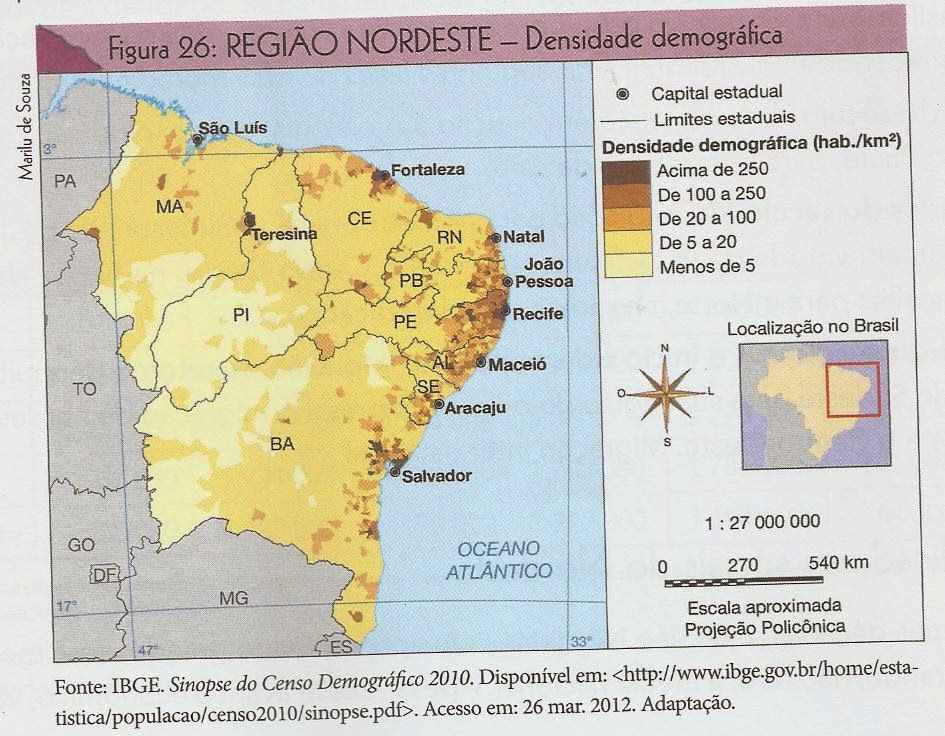 Figura 26: REGIÃO NORDESTE – Densidade demográfica
Marilu de Souza
Capital estadual
Limites estaduais
Densidade demográfica (hab./km²)
Acima de 250
De 100 a 250
De 20 a 100
De 5 a 20
Menos de 5
São Luís
3°
Fortaleza
PA
MA
CE
Teresina
RN
Natal
João
Pessoa
PB
PI
PE
Recife
AL
Maceió
TO
SE
Aracaju
BA
Salvador
GO
DF
OCEANO
ATLÂNTICO
MG
17°
ES
47°
33°
Localização no Brasil
N
O
L
S
1 : 27 000 000
0 270 540 km
Escala aproximada
Projeção Policônica
Fonte: IBGE. Sinopse do Censo Demográfico 2010. Disponível em: <http://www.ibge.gov.br/home/esta-
tistica/populacao/censo2010/sinopse.pdf>. Acesso em: 26 mar. 2012. Adaptação.